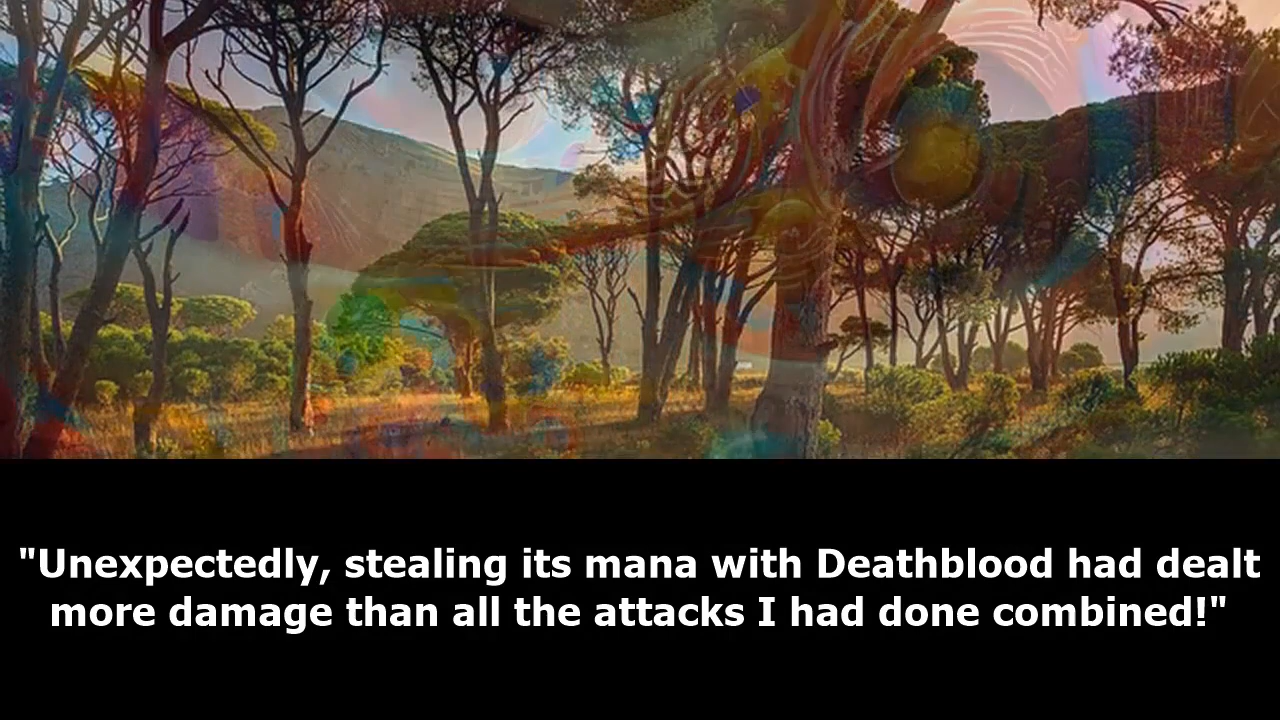 "Unexpectedly, stealing its mana with Deathblood had dealt
more damage than all the attacks I had done combined!"